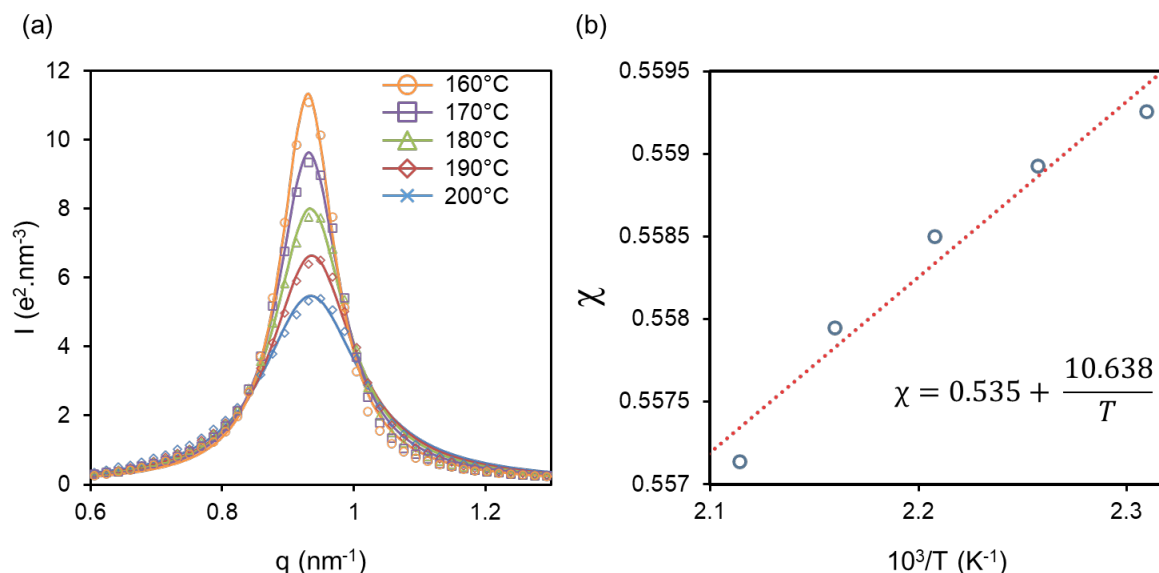 (a)
(b)
12
10
8
6
4
2
0
I (e².nm⁻³)
0.6
0.8
1
1.2
q (nm⁻¹)
160°C
170°C
180°C
190°C
200°C
0.5595
0.559
0.5585
0.558
0.5575
0.557
χ
2.1
2.2
2.3
10³/T (K⁻¹)
χ = 0.535 + 10.638/T